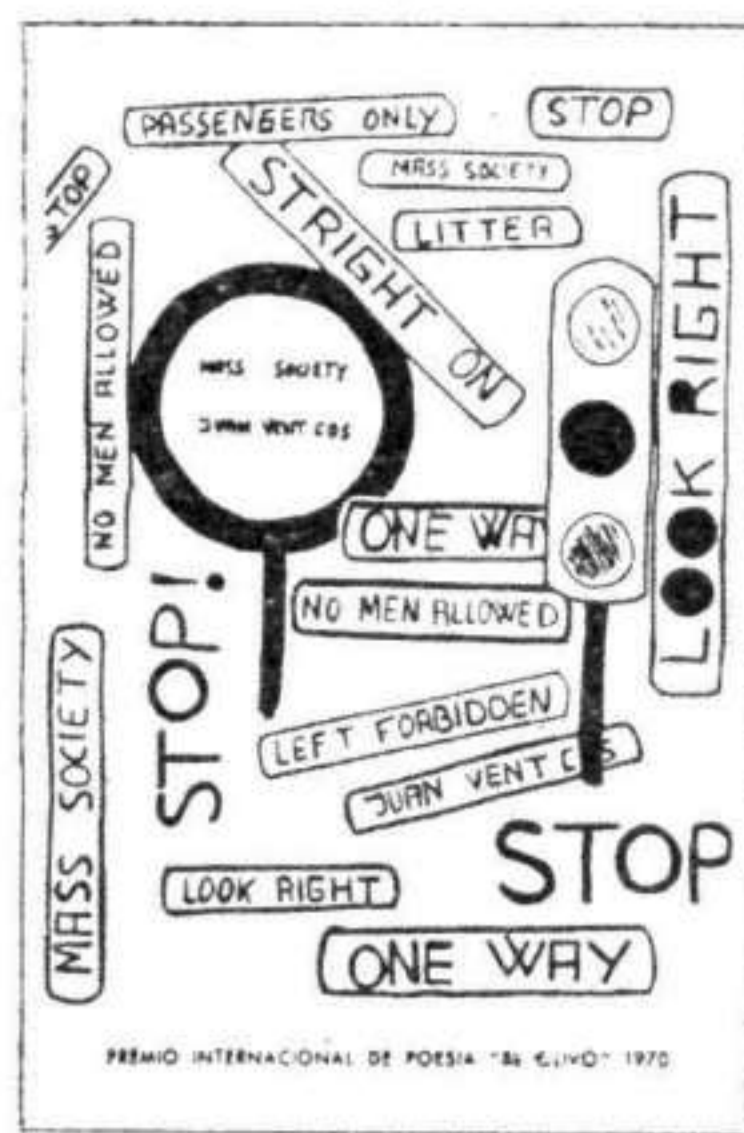 PASSENGERS ONLY
STOP
MASS SOCIETY
LITTER
STRIGHT ON
TOP
NO MEN ALLOWED
LOOK RIGHT
MASS SOCIETY
JUAN VENT COS
ONE WAY
NO MEN ALLOWED
STOP!
LEFT FORBIDDEN
JUAN VENT C S
MASS SOCIETY
STOP
LOOK RIGHT
ONE WAY
PREMIO INTERNACIONAL DE POESIA 1970